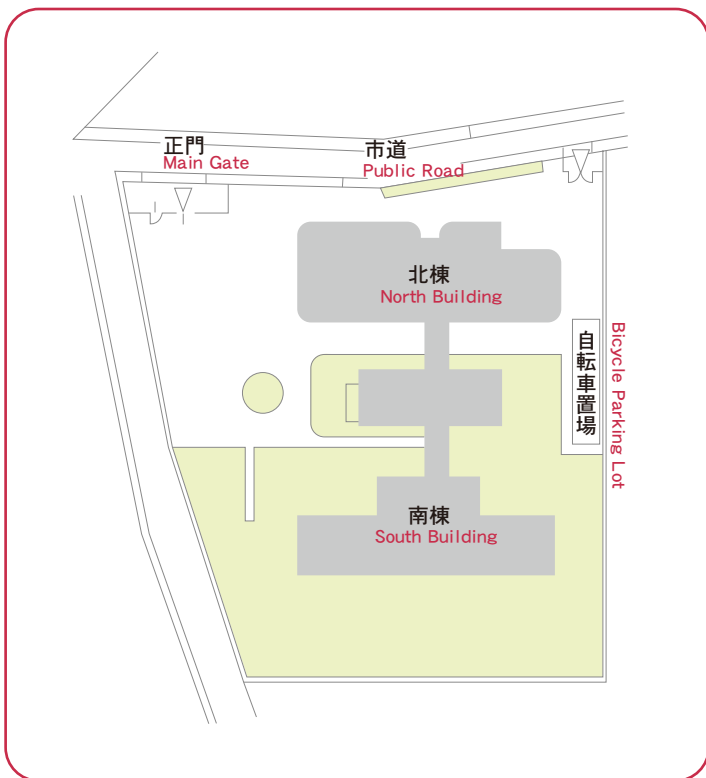 正門
Main Gate
市道
Public Road
北棟
North Building
自転車置場
Bicycle Parking Lot
南棟
South Building